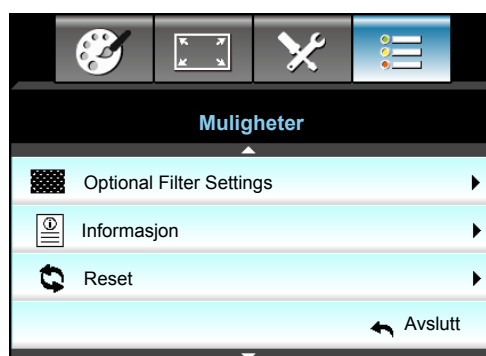 Muligheter
Optional Filter Settings
Informasjon
Reset
Avslutt